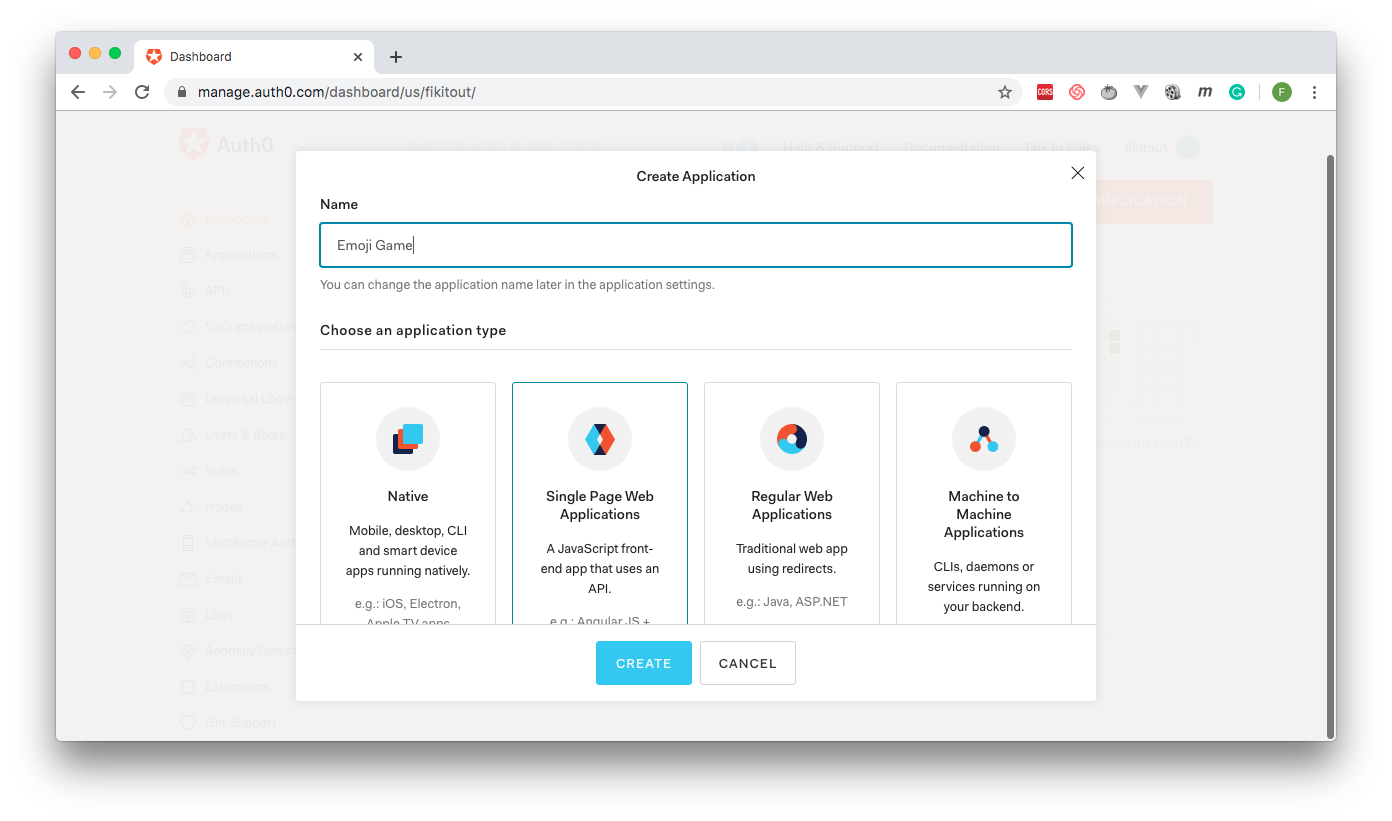 Dashboard
manage.auth0.com/dashboard/us/fikitout/
CORS
m
G
F
Auth0
Help & Support
Documentation
Talk to Sales
fikitout
Create Application
APPLICATION
Name
Emoji Game
You can change the application name later in the application settings.
Choose an application type
Dashboard
Applications
APIs
SSO Integration
Connections
Universal Login
Users & Roles
Rules
Hooks
Multifactor Auth
Emails
Logs
Anomaly Detec
Extensions
Get Support
Native
Mobile, desktop, CLI
and smart device
apps running natively.
e.g.: iOS, Electron,
Apple TV apps
Single Page Web
Applications
A JavaScript front-
end app that uses an
API.
e.g.: AngularJS +
Regular Web
Applications
Traditional web app
using redirects.
e.g.: Java, ASP.NET
Machine to
Machine
Applications
CLIs, daemons or
services running on
your backend.
in UTC
CREATE
CANCEL